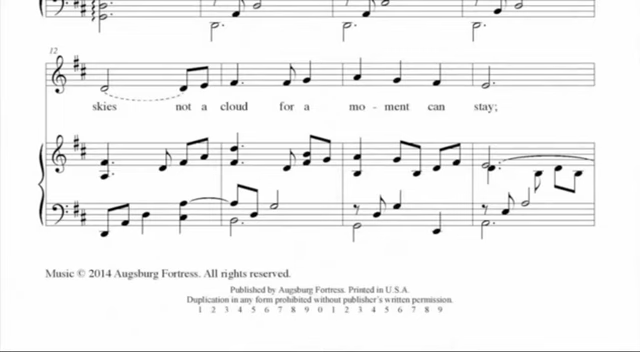 12
skies not a cloud for a mo - ment can stay;
Music © 2014 Augsburg Fortress. All rights reserved.
Published by Augsburg Fortress. Printed in U.S.A.
Duplication in any form prohibited without publisher's written permission.
1 2 3 4 5 6 7 8 9 0 1 2 3 4 5 6 7 8 9